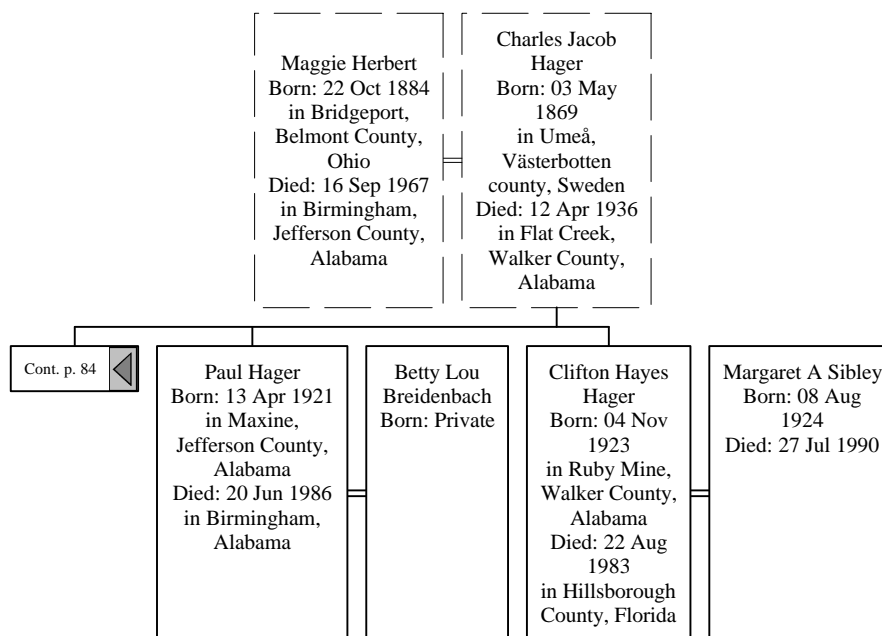 Maggie Herbert
Born: 22 Oct 1884
in Bridgeport,
Belmont County,
Ohio
Died: 16 Sep 1967
in Birmingham,
Jefferson County,
Alabama
Charles Jacob
Hager
Born: 03 May
1869
in Umeå,
Västerbotten
county, Sweden
Died: 12 Apr 1936
in Flat Creek,
Walker County,
Alabama
Cont. p. 84
Paul Hager
Born: 13 Apr 1921
in Maxine,
Jefferson County,
Alabama
Died: 20 Jun 1986
in Birmingham,
Alabama
Betty Lou
Breidenbach
Born: Private
Clifton Hayes
Hager
Born: 04 Nov
1923
in Ruby Mine,
Walker County,
Alabama
Died: 22 Aug
1983
in Hillsborough
County, Florida
Margaret A Sibley
Born: 08 Aug
1924
Died: 27 Jul 1990